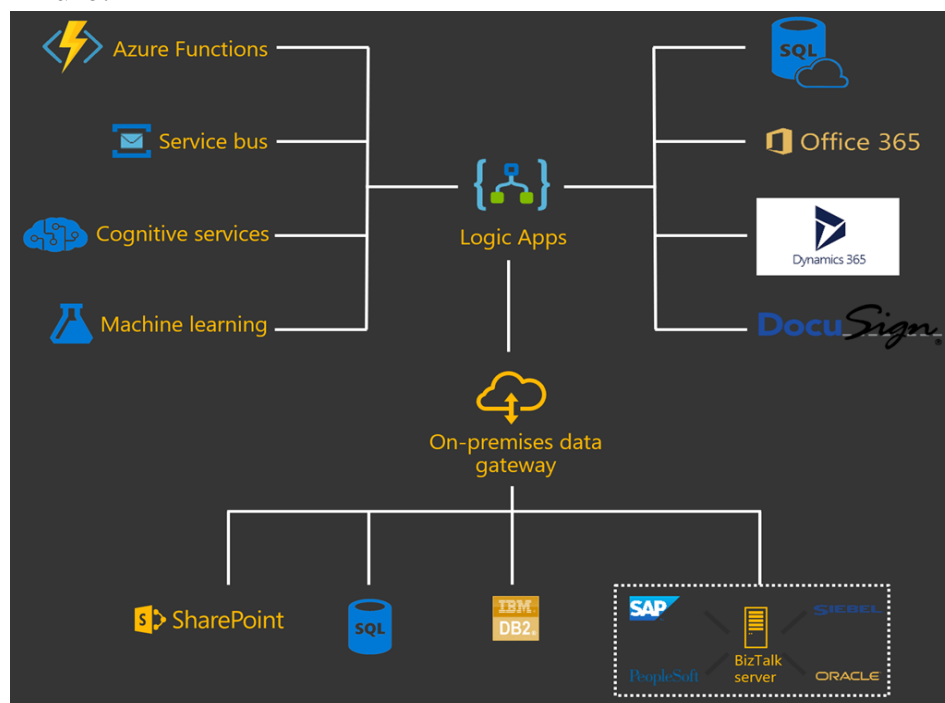 Azure Functions
SQL
Service bus
Office 365
Cognitive services
Logic Apps
Dynamics 365
Machine learning
DocuSign®
On-premises data
gateway
SharePoint
SQL
IBM
DB2.
SAP
SIEBEL
BizTalk
server
PeopleSoft
ORACLE